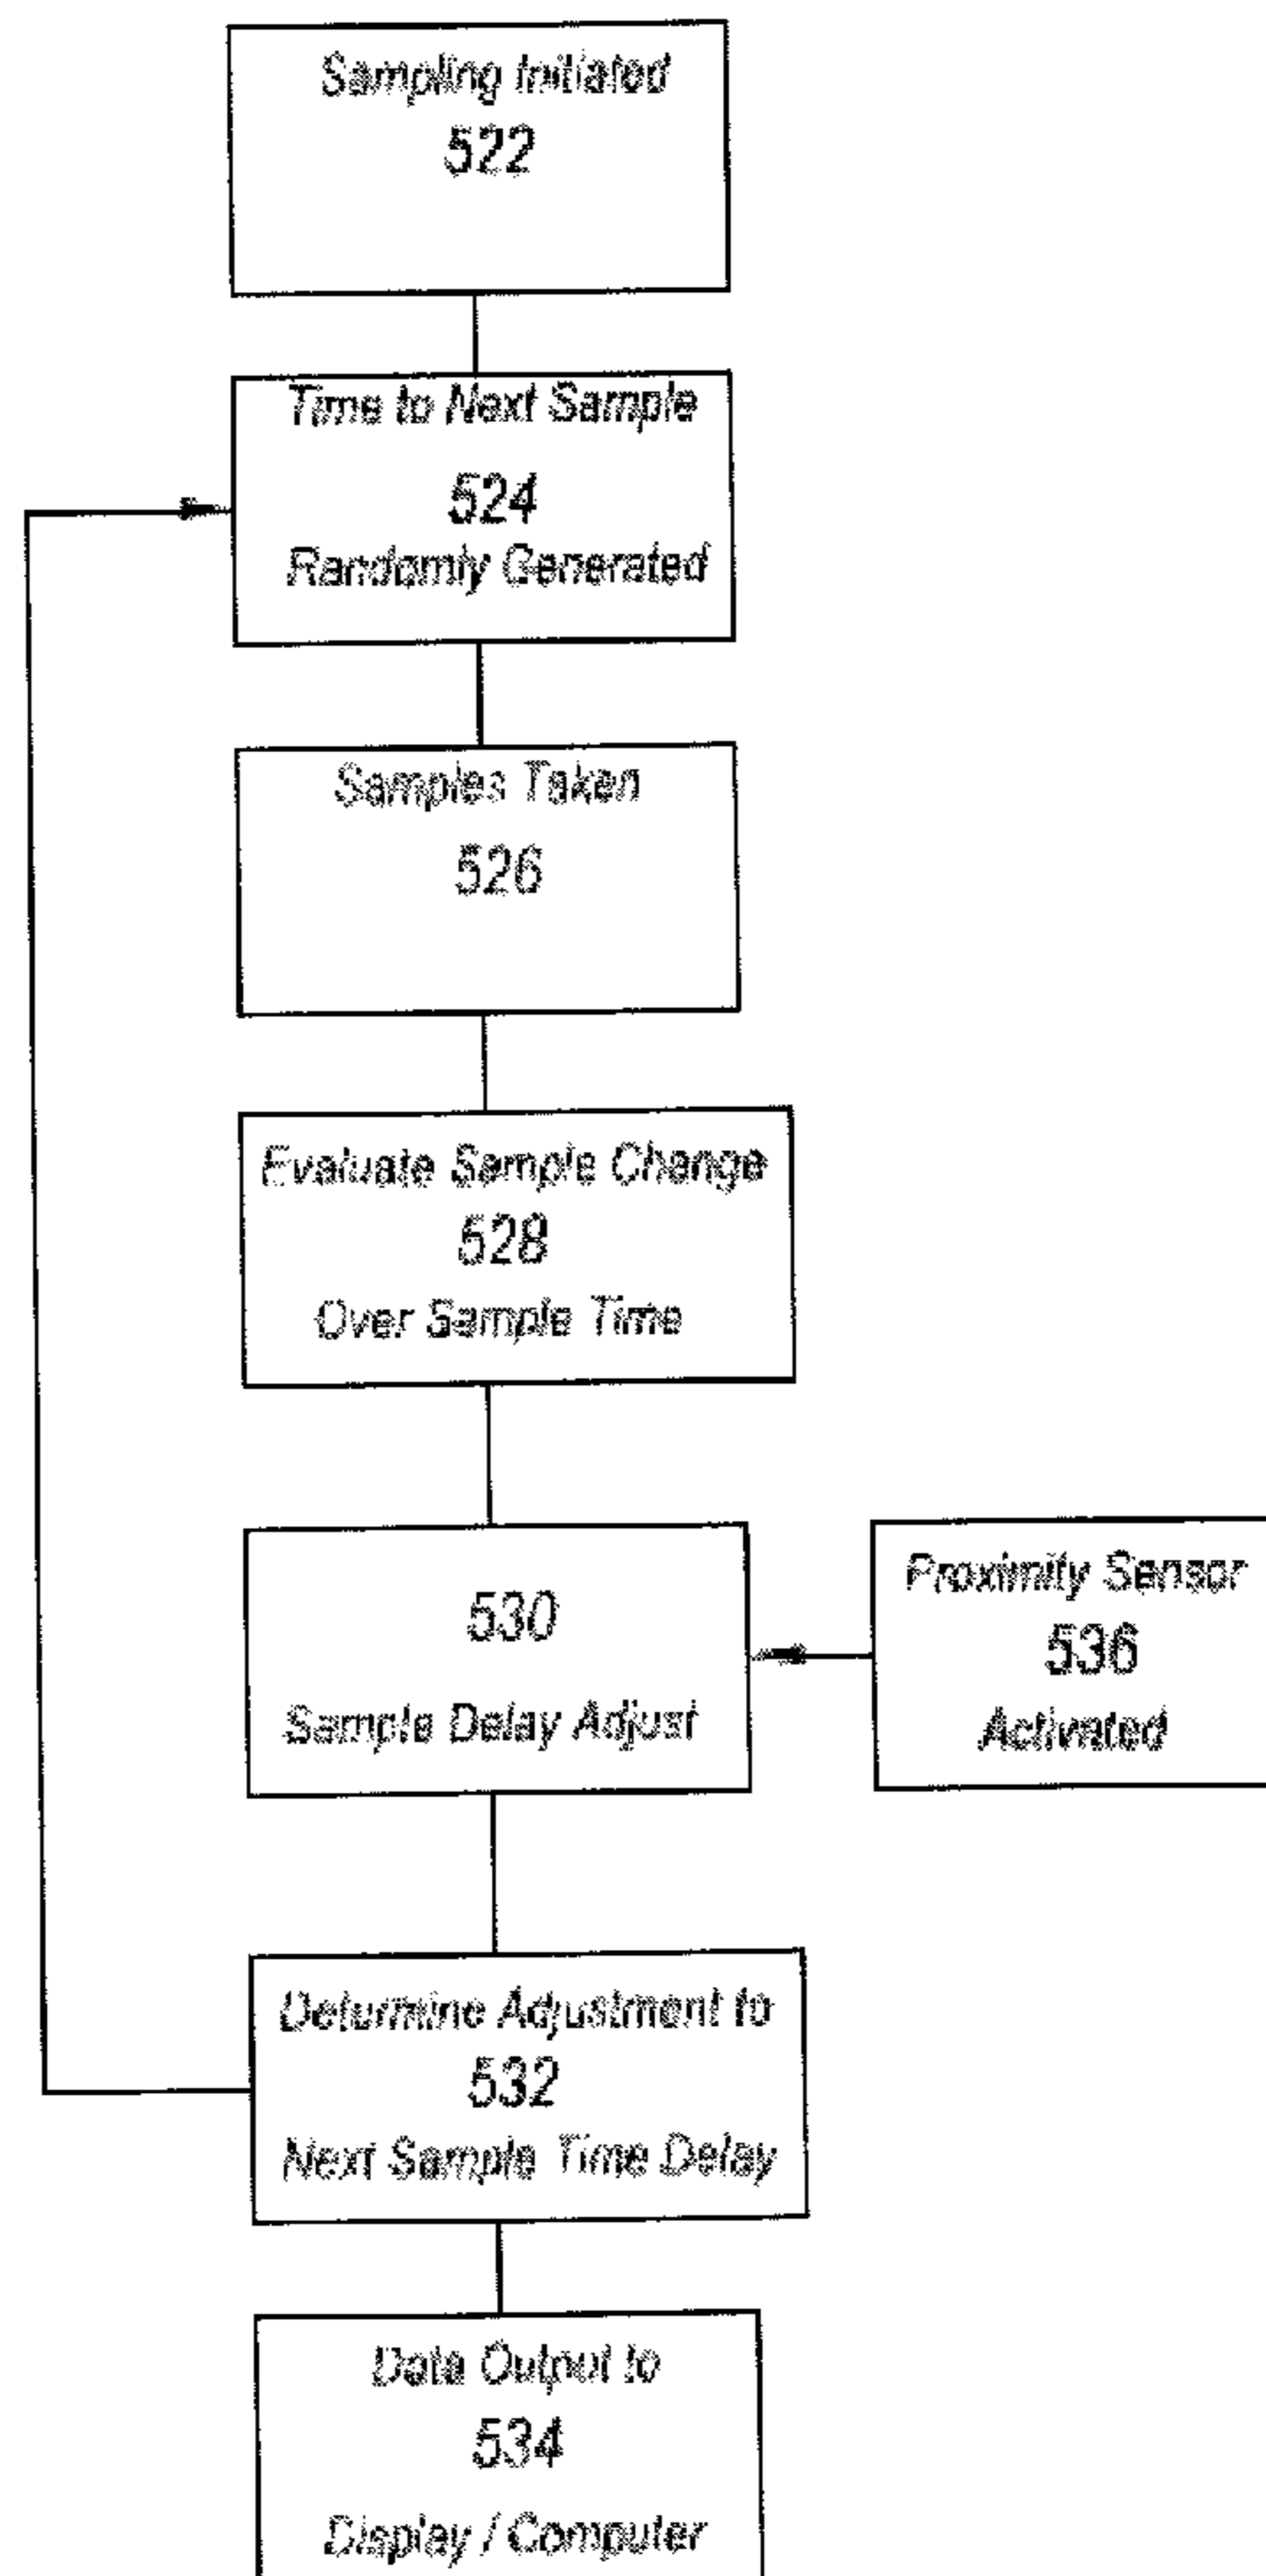 Sampling Initiated
522
Time to Next Sample
524
Randomly Generated
Samples Taken
526
Evaluate Sample Change
528
Over Sample Time
530
Sample Delay Adjust
Proximity Sensor
536
Activated
Determine Adjustment to
532
Next Sample Time Delay
Data Output to
534
Display / Computer